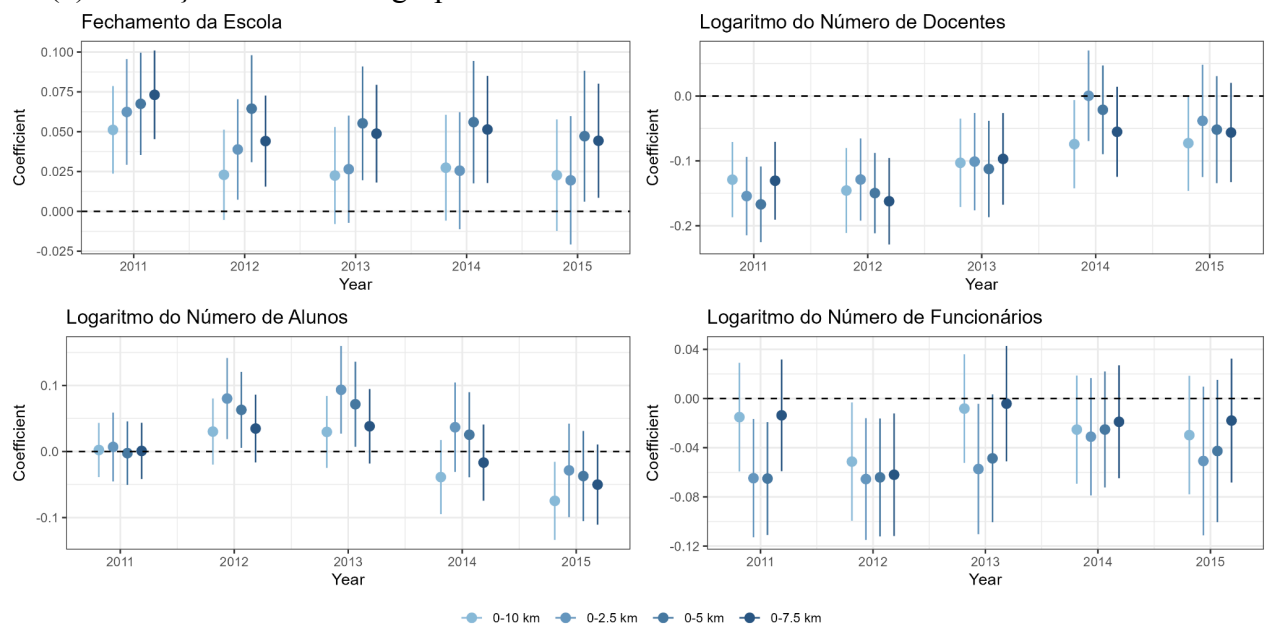 Fechamento da Escola
Logaritmo do Número de Docentes
Coefficient
0.100
0.075
0.050
0.025
0.000
-0.025
2011 2012 2013 2014 2015
Year
Coefficient
0.0
-0.1
-0.2
2011 2012 2013 2014 2015
Year
Logaritmo do Número de Alunos
Logaritmo do Número de Funcionários
Coefficient
0.1
0.0
-0.1
2011 2012 2013 2014 2015
Year
Coefficient
0.04
0.00
-0.04
-0.08
-0.12
2011 2012 2013 2014 2015
Year
0-10 km 0-2.5 km 0-5 km 0-7.5 km